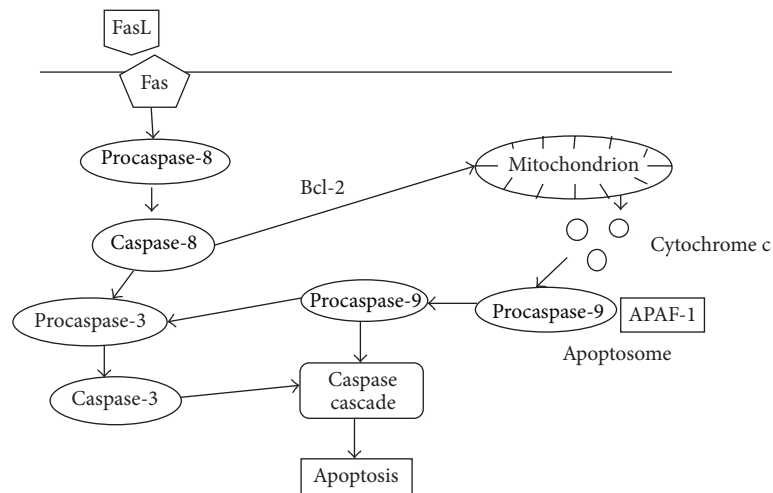 FasL
Fas
Procaspase-8
Mitochondrion
Bcl-2
Caspase-8
Cytochrome c
Procaspase-9
Procaspase-9
APAF-1
Procaspase-3
Apoptosome
Caspase
cascade
Caspase-3
Apoptosis